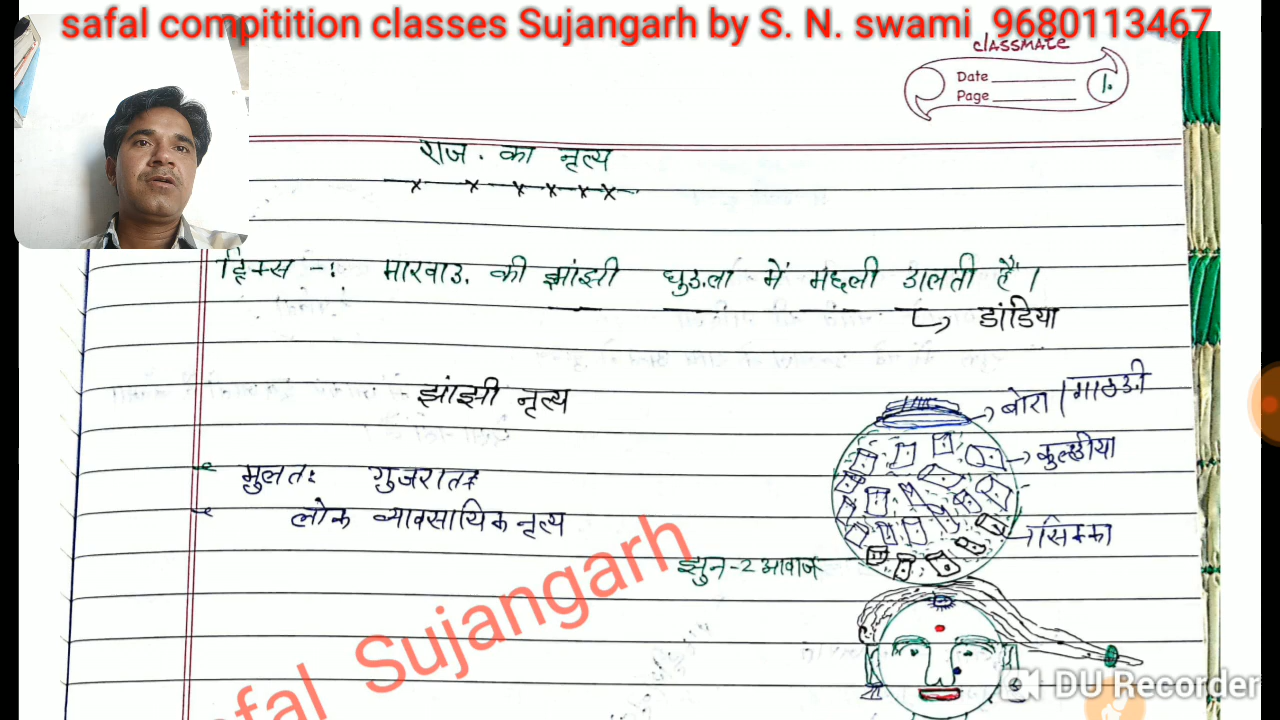 safal compitition classes Sujangarh by S. N. swami 9680113467
classmate
Date
Page
1.
राज. का नृत्य
ट्रिक्स -: मारवाड. की झांझी घुड.ला में मछली डालती हैं ।
डांडिया
झांझी नृत्य
बोरा / गाठड.ी
मुलतः गुजरात
कुल्डीया
लोक व्यावसायिक नृत्य
सिक्का
झुन-2 आवाज
safal Sujangarh
DU Recorder